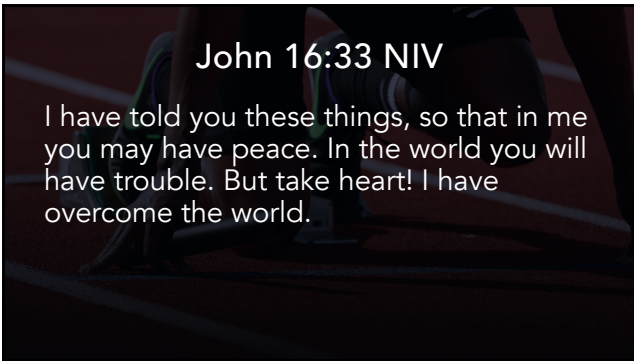 John 16:33 NIV
I have told you these things, so that in me
you may have peace. In the world you will
have trouble. But take heart! I have
overcome the world.